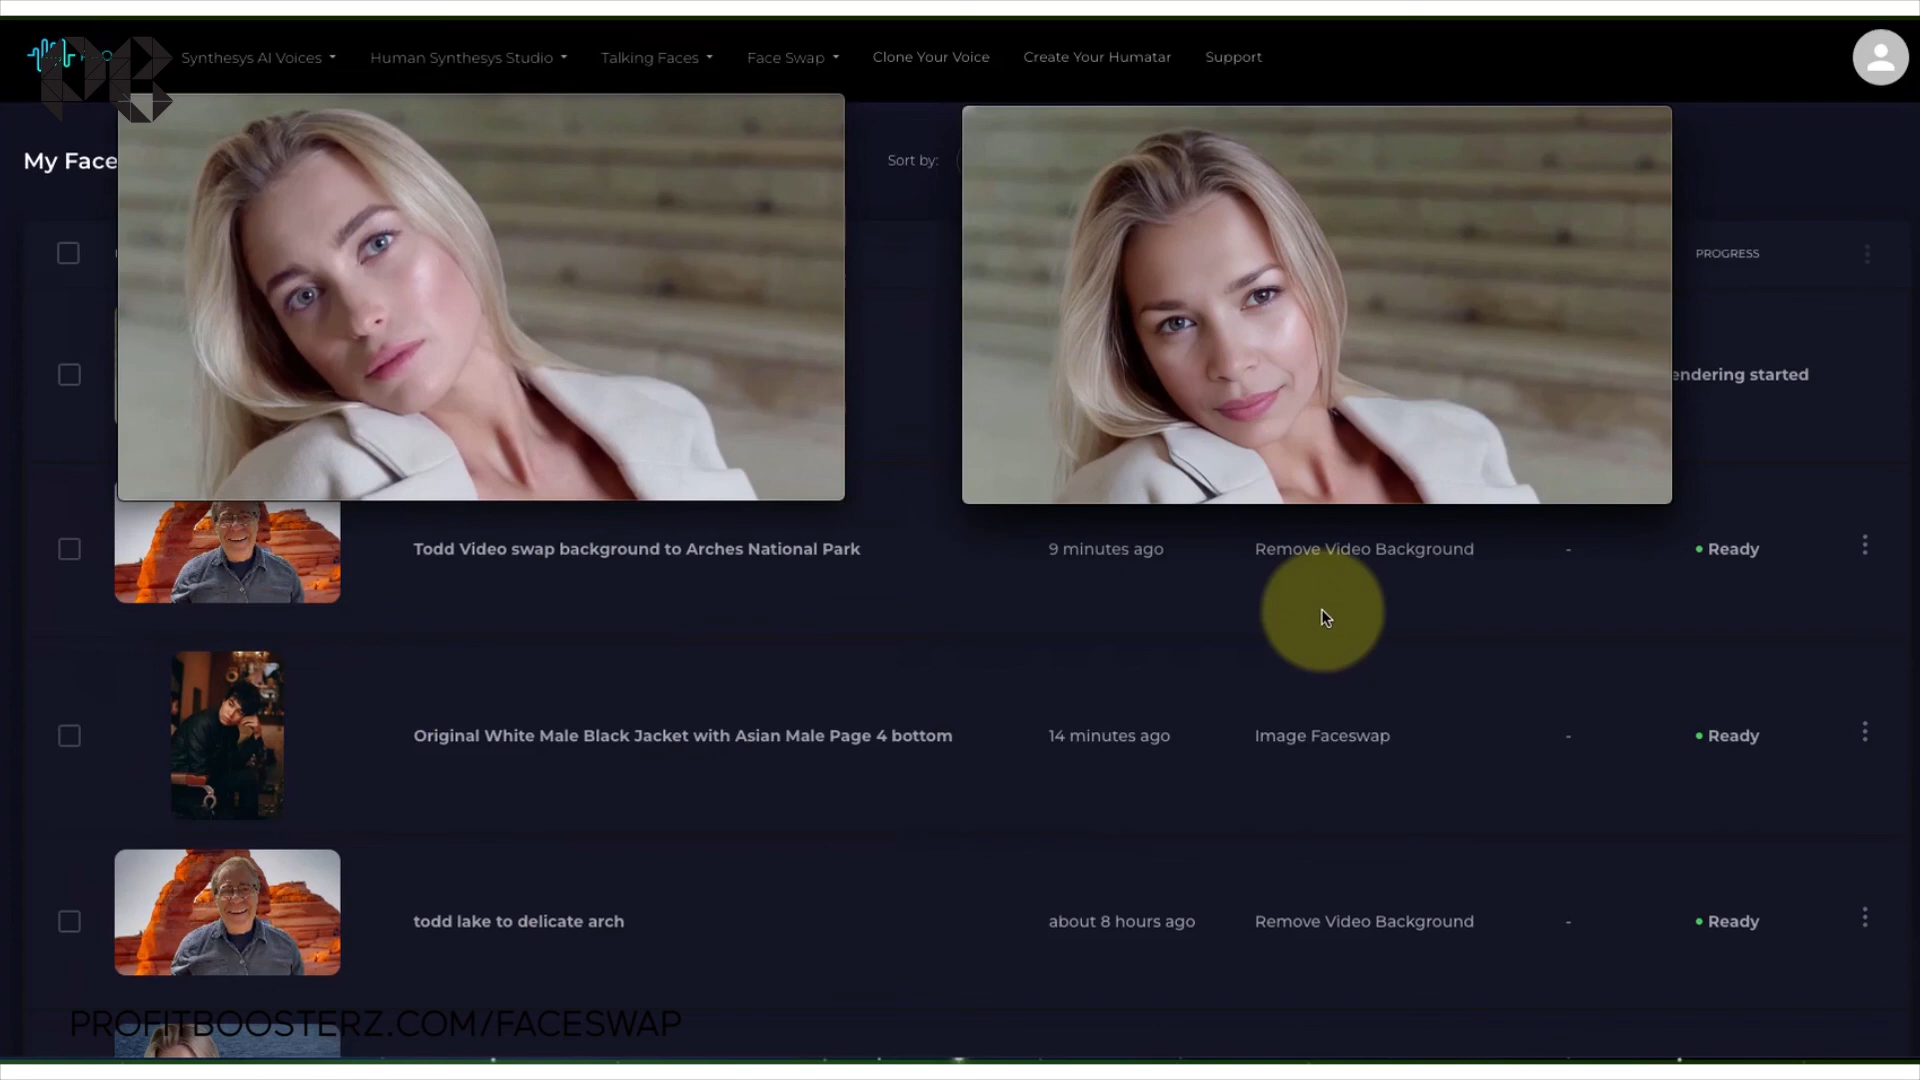 Synthesys AI Voices
Human Synthesys Studio
Talking Faces
Face Swap
Clone Your Voice
Create Your Humatar
Support
My Face
Sort by:
PROGRESS
endering started
Todd Video swap background to Arches National Park
9 minutes ago
Remove Video Background
-
Ready
Original White Male Black Jacket with Asian Male Page 4 bottom
14 minutes ago
Image Faceswap
-
Ready
todd lake to delicate arch
about 8 hours ago
Remove Video Background
-
Ready
PROFITBOOSTERZ.COM/FACESWAP